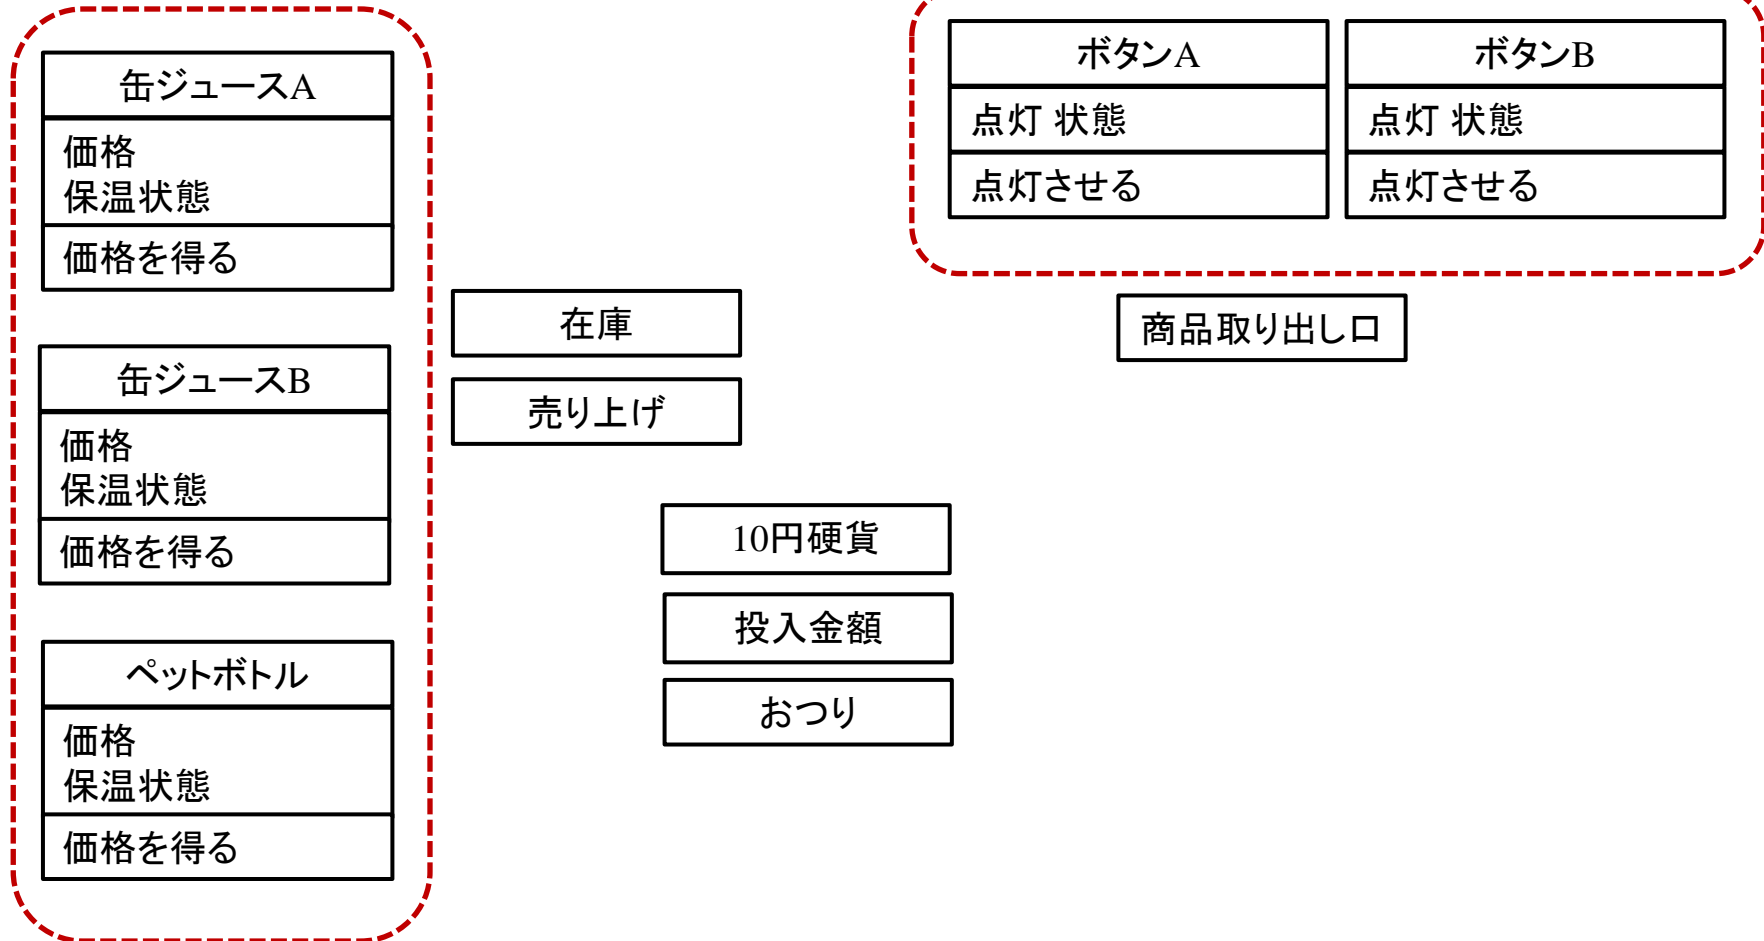 缶ジュースA
価格
保温状態
価格を得る
缶ジュースB
価格
保温状態
価格を得る
ペットボトル
価格
保温状態
価格を得る
在庫
売り上げ
10円硬貨
投入金額
おつり
ボタンA
点灯 状態
点灯させる
ボタンB
点灯 状態
点灯させる
商品取り出し口